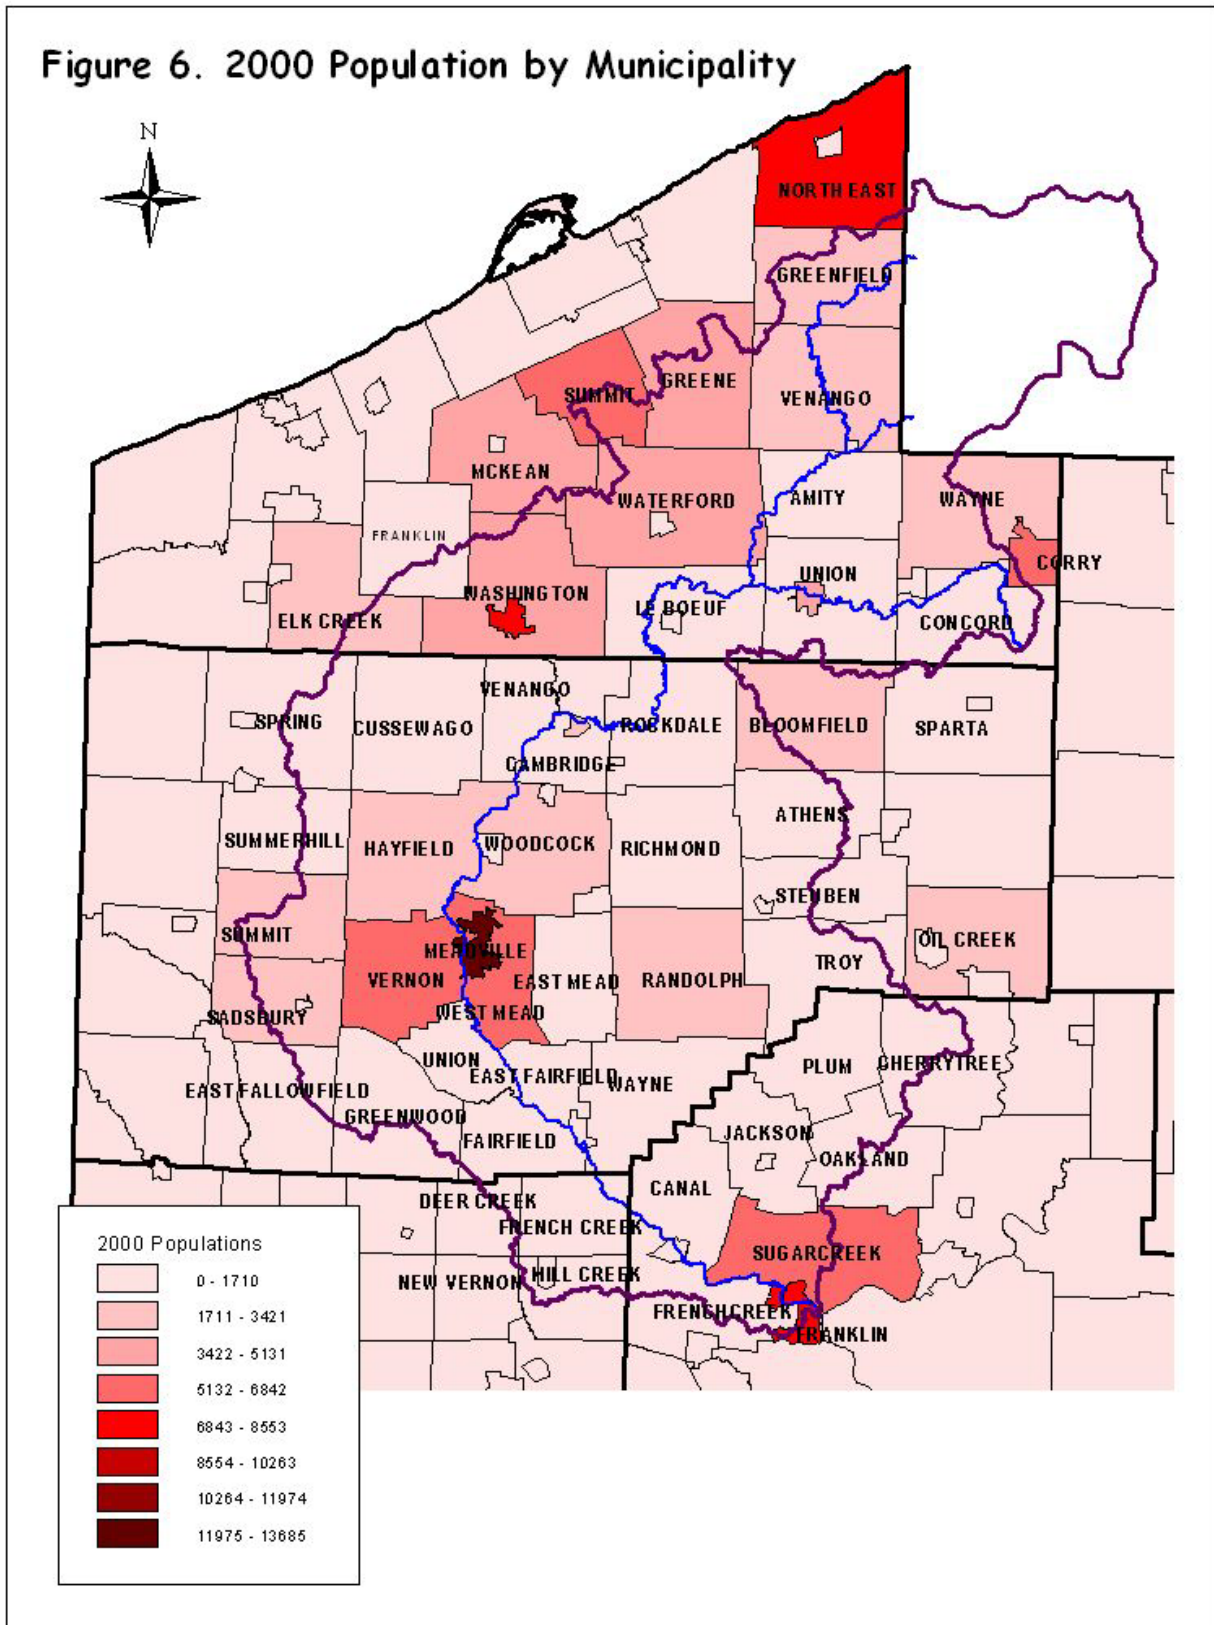 Figure 6. 2000 Population by Municipality
N
NORTH EAST
GREENFIELD
GREENE
SUMMIT
VENANGO
MCKEAN
WATERFORD
AMITY
WAYNE
FRANKLIN
CORRY
UNION
WASHINGTON
LE BOEUF
ELK CREEK
CONCORD
VENANGO
SPRING
CUSSEWAGO
ROCKDALE
BLOOMFIELD
SPARTA
CAMBRIDGE
ATHENS
SUMMERHILL
HAYFIELD
WOODCOCK
RICHMOND
STEUBEN
SUMMIT
OIL CREEK
MEADVILLE
TROY
VERNON
EAST MEAD
RANDOLPH
SADSBURY
WEST MEAD
UNION
PLUM
CHERRYTREE
EAST FAIRFIELD
WAYNE
EAST FALLOWFIELD
GREENWOOD
JACKSON
FAIRFIELD
OAKLAND
CANAL
DEER CREEK
FRENCH CREEK
SUGARCREEK
MILL CREEK
NEW VERNON
FRENCHCREEK
FRANKLIN
2000 Populations
0 - 1710
1711 - 3421
3422 - 5131
5132 - 6842
6843 - 8553
8554 - 10263
10264 - 11974
11975 - 13685